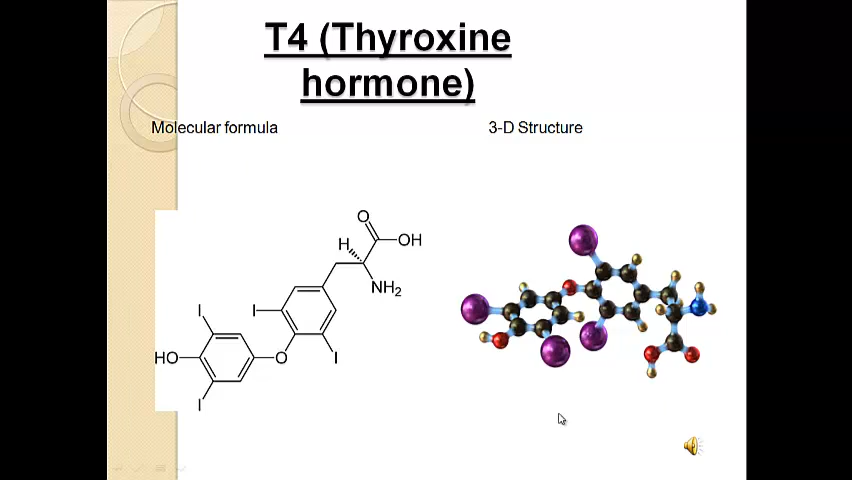 T4 (Thyroxine
hormone)
Molecular formula
3-D Structure
O
H
OH
NH2
I
I
HO
O
I
I